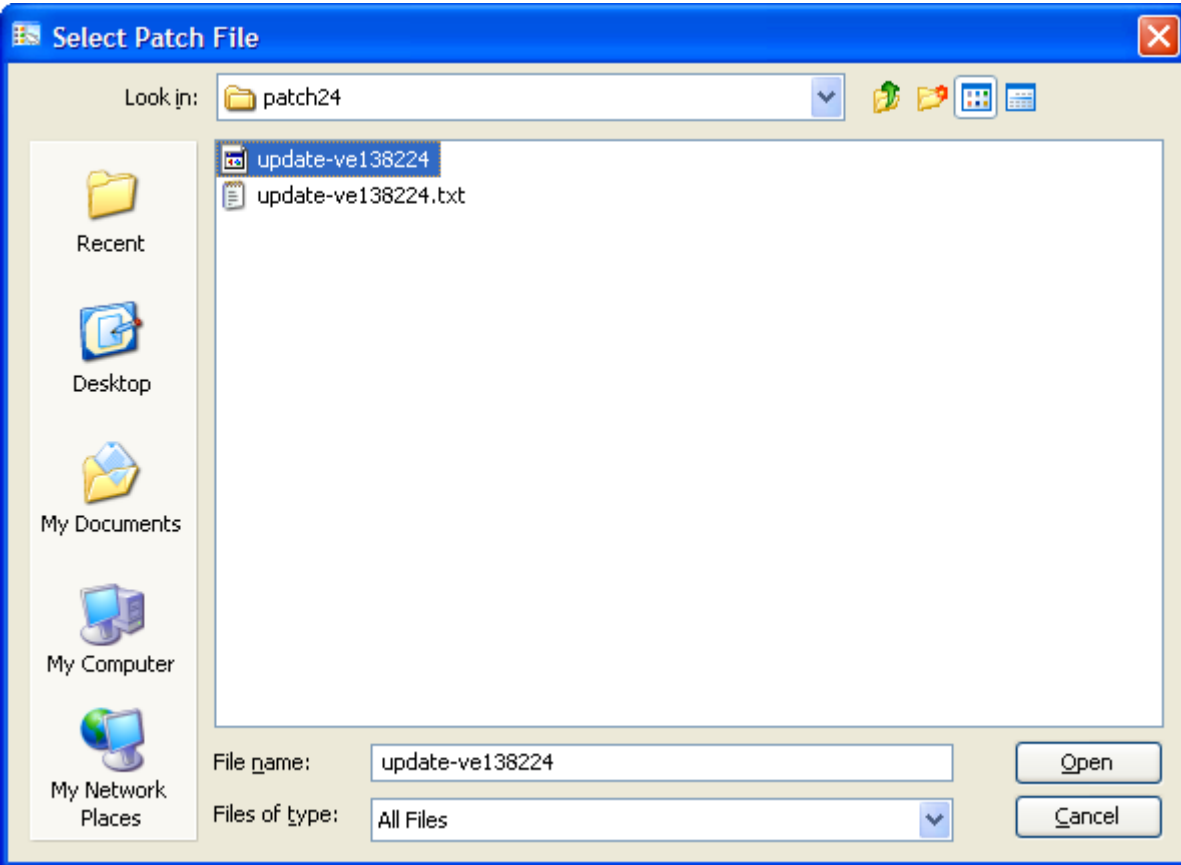 Select Patch File
Look in:
patch24
update-ve138224
update-ve138224.txt
Recent
Desktop
My Documents
My Computer
My Network
Places
File name:
update-ve138224
Open
Files of type:
All Files
Cancel